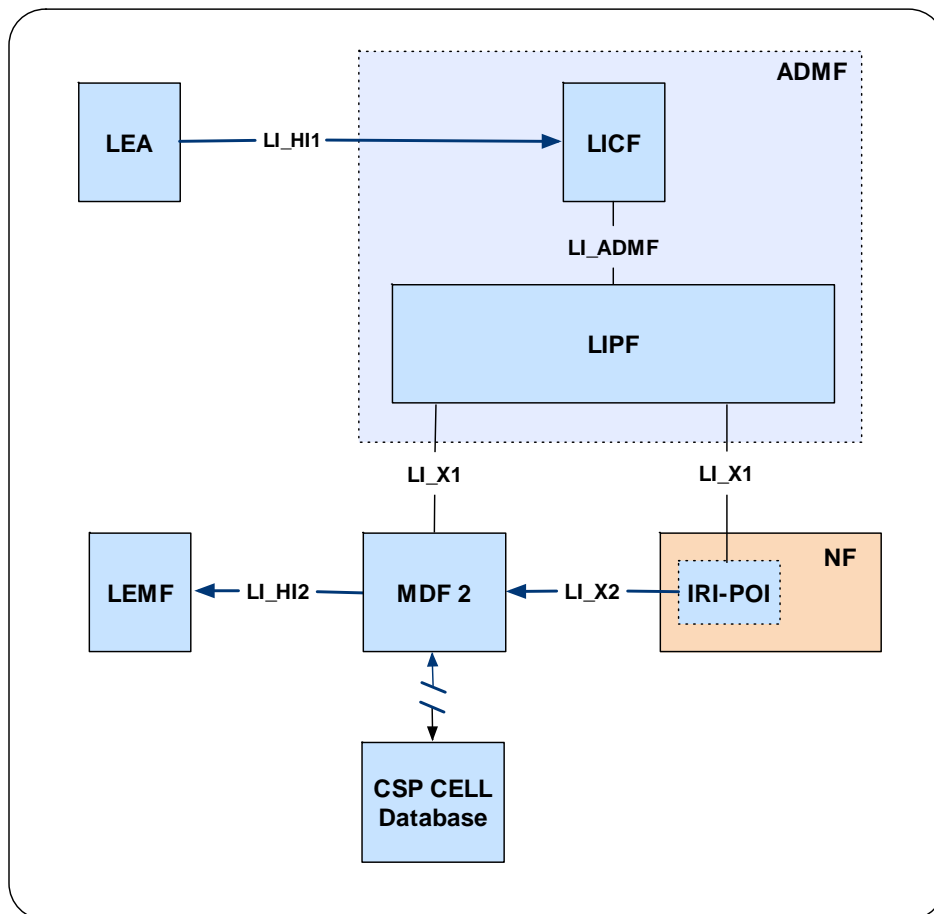 ADMF
LEA
LI_HI1
LICF
LI_ADMF
LIPF
LI_X1
LI_X1
NF
LEMF
LI_HI2
MDF 2
LI_X2
IRI-POI
CSP CELL
Database